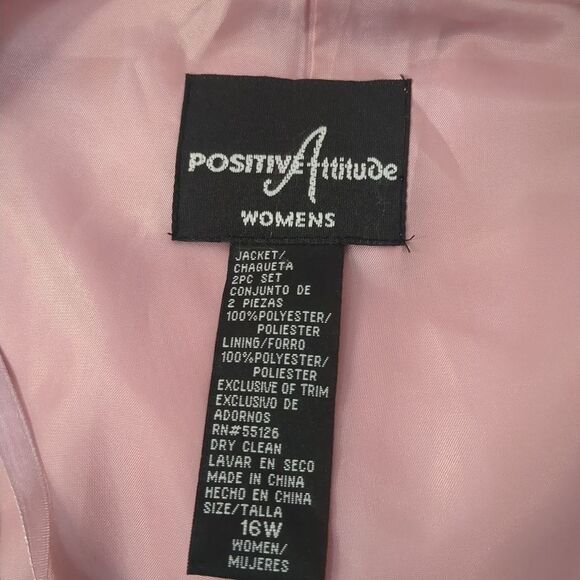 POSITIVE Attitude
WOMENS
JACKET/
CHAQUETA
2PC SET
CONJUNTO DE
2 PIEZAS
100%POLYESTER/
POLIESTER
LINING/FORRO
100%POLYESTER/
POLIESTER
EXCLUSIVE OF TRIM
EXCLUSIVO DE
ADORNOS
RN#55126
DRY CLEAN
LAVAR EN SECO
MADE IN CHINA
HECHO EN CHINA
SIZE/TALLA
16W
WOMEN/
MUJERES